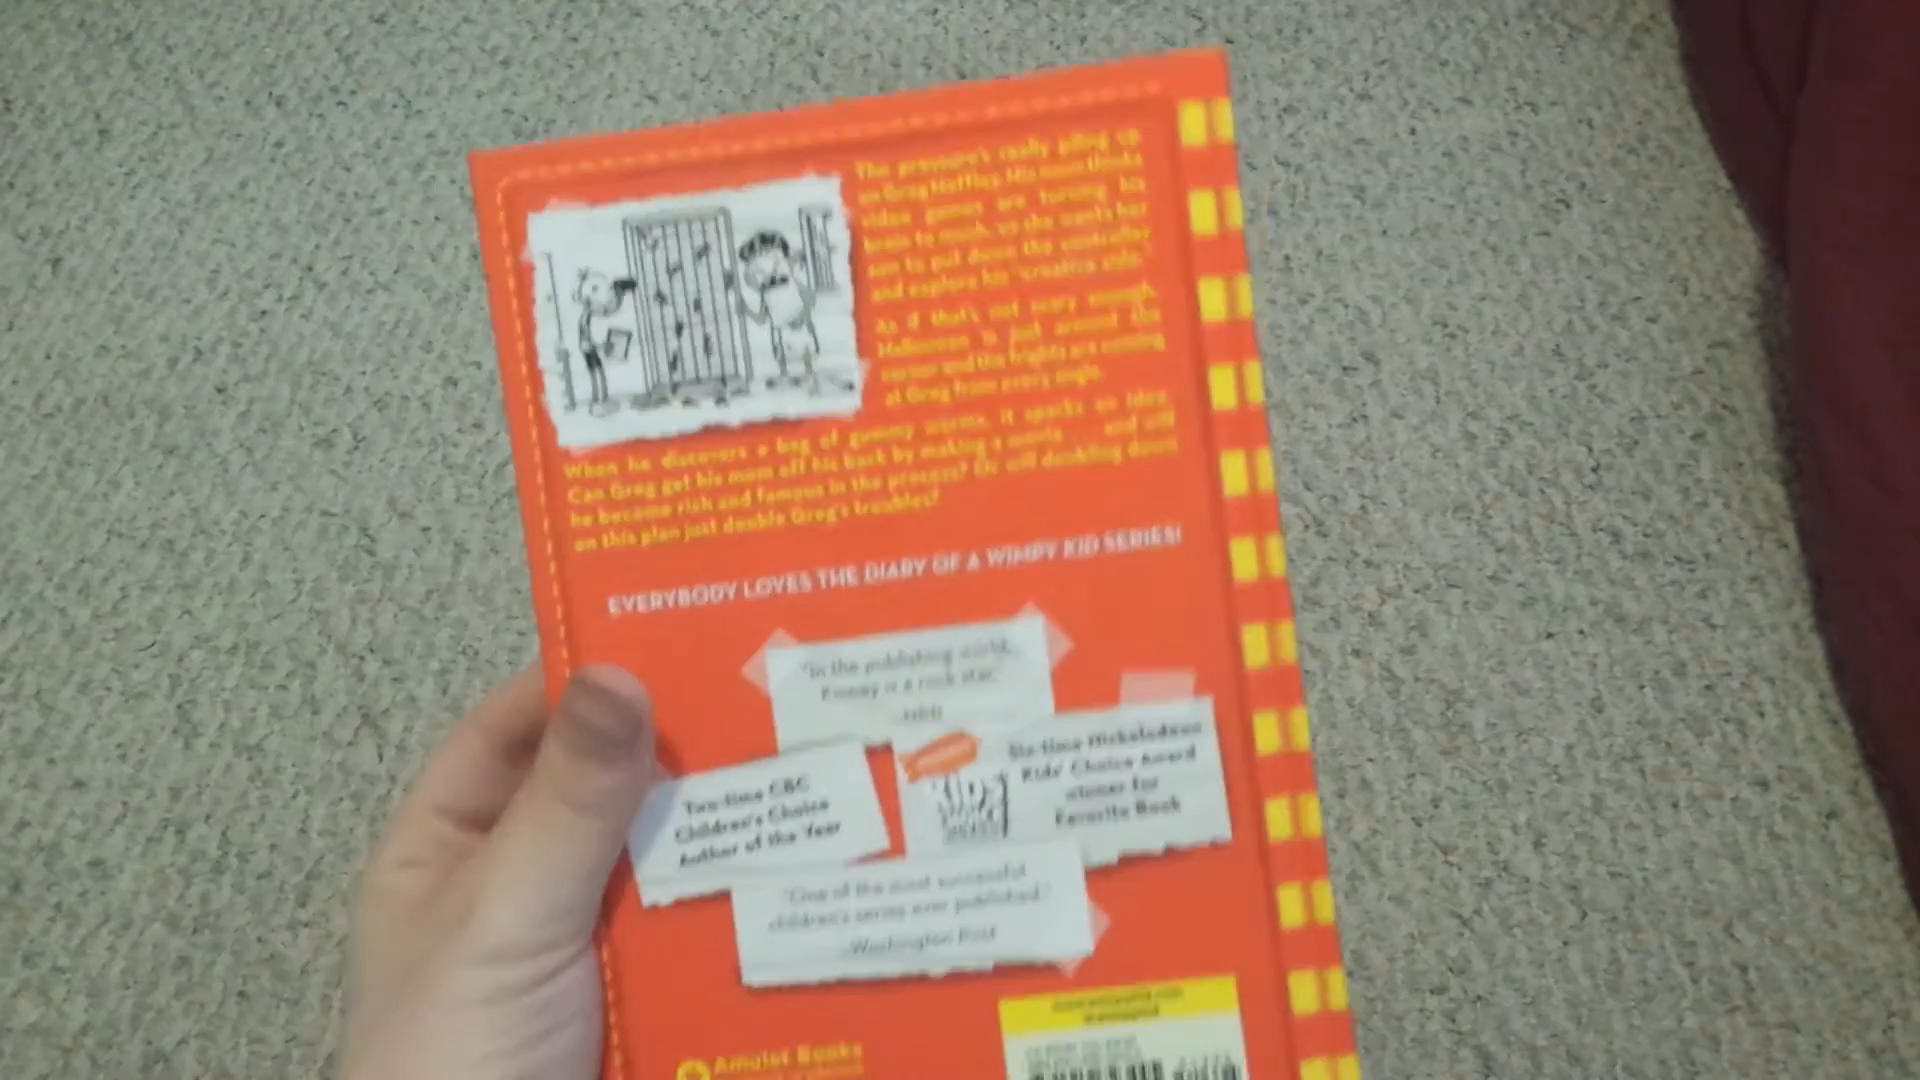 The pressure's really piling up
on Greg Heffley. His mom thinks
video games are turning his
brain to mush, so she wants her
son to put down the controller
and explore his "creative side."
As if that's not scary enough,
Halloween is just around the
corner and the frights are coming
at Greg from every angle.
When he discovers a bag of gummy worms, it sparks an idea.
Can Greg get his mom off his back by making a movie . . . and will
he become rich and famous in the process? Or will doubling down
on this plan just double Greg's troubles?
EVERYBODY LOVES THE DIARY OF A WIMPY KID SERIES!
"In the publishing world,
Kinney is a rock star."
Two-time CBC
Children's Choice
Author of the Year
Six-time Nickelodeon
Kids' Choice Award
winner for
Favorite Book
"One of the most successful
children's series ever published."
—Washington Post
Amulet Books